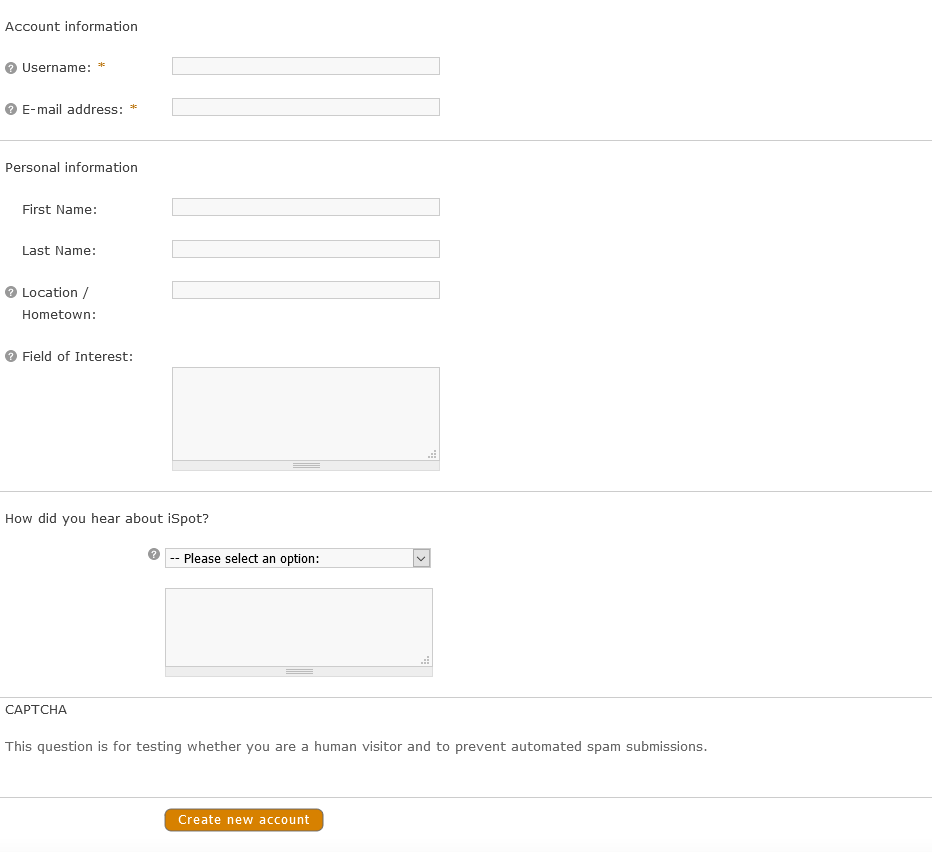 Account information
? Username: *
? E-mail address: *
Personal information
First Name:
Last Name:
? Location /
Hometown:
? Field of Interest:
How did you hear about iSpot?
? -- Please select an option:
CAPTCHA
This question is for testing whether you are a human visitor and to prevent automated spam submissions.
Create new account